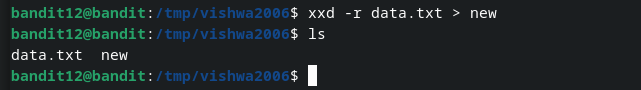 bandit12@bandit:/tmp/vishwa2006$ xxd -r data.txt > new
bandit12@bandit:/tmp/vishwa2006$ ls
data.txt  new
bandit12@bandit:/tmp/vishwa2006$